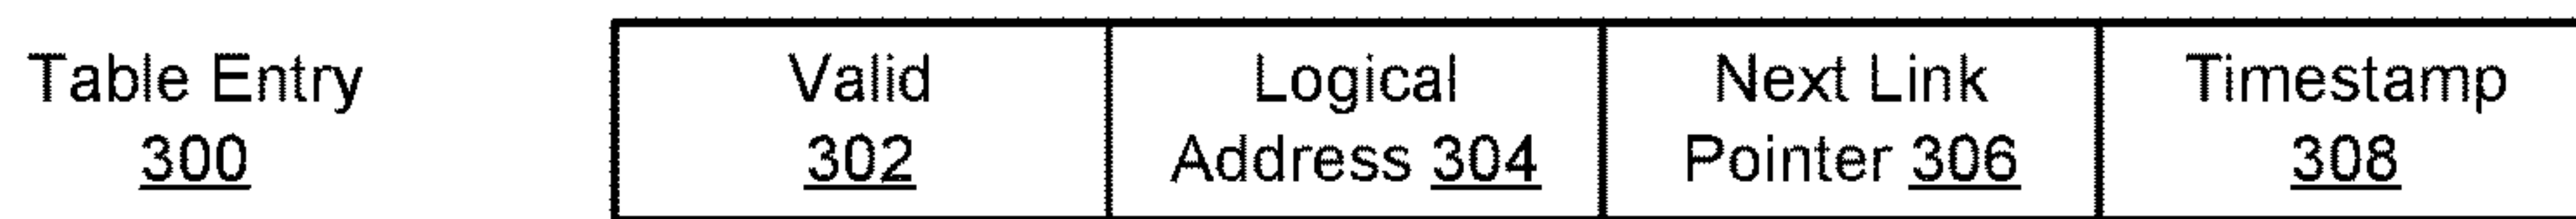 Table Entry
300
Valid
302
Logical
Address 304
Next Link
Pointer 306
Timestamp
308